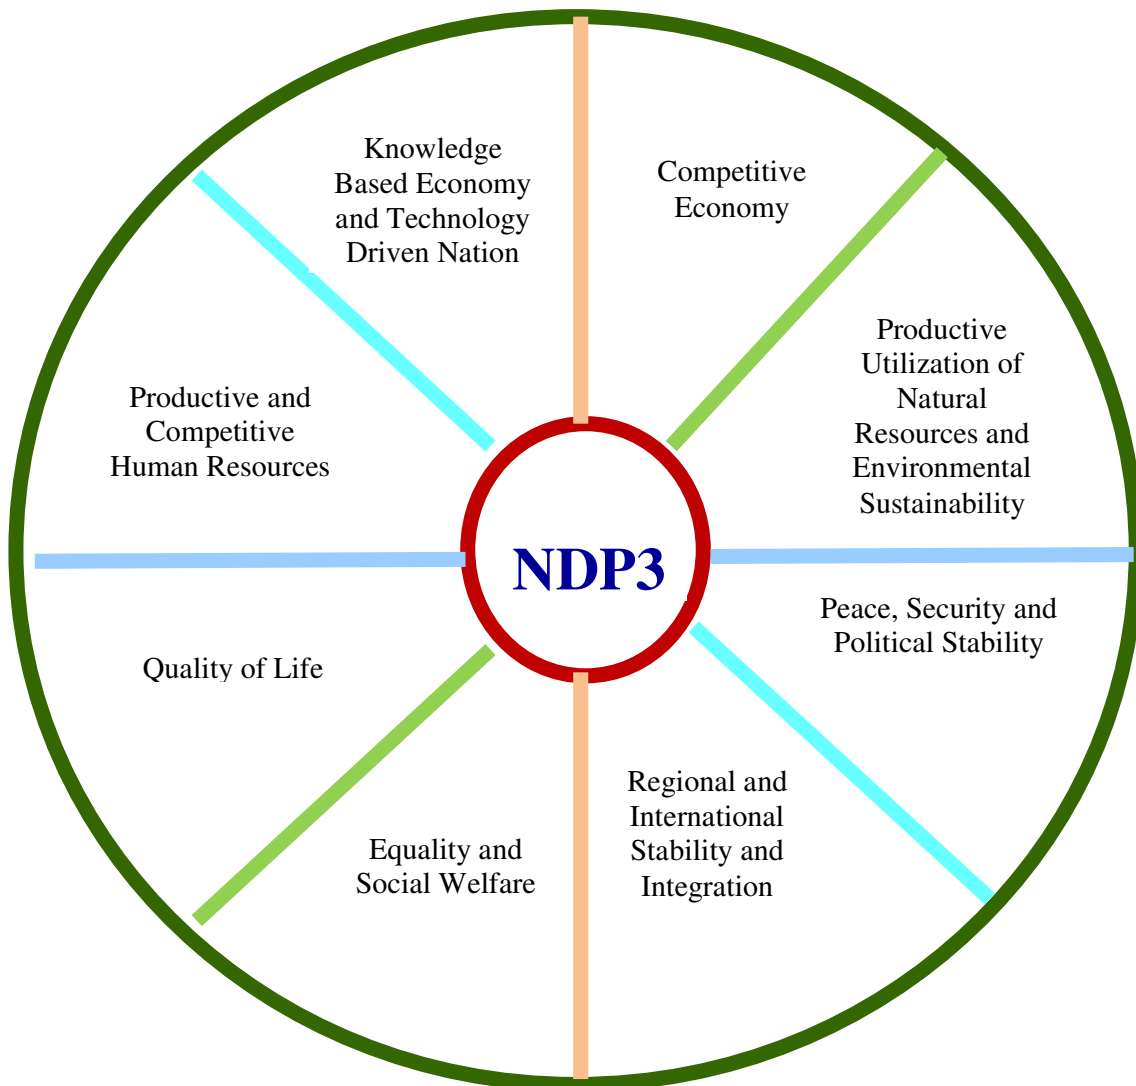 Knowledge
Based Economy
and Technology
Driven Nation
Competitive
Economy
Productive
Utilization of
Natural
Resources and
Environmental
Sustainability
Productive and
Competitive
Human Resources
NDP3
Peace, Security and
Political Stability
Quality of Life
Regional and
International
Stability and
Integration
Equality and
Social Welfare